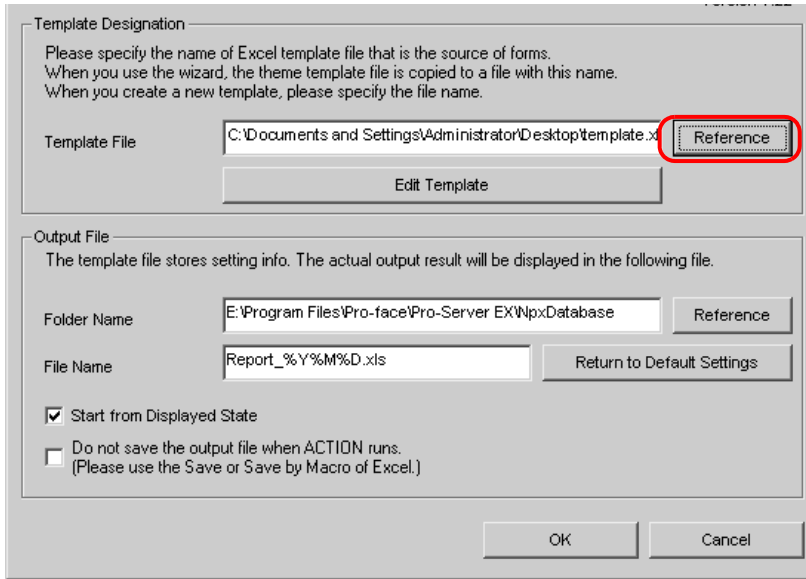 Template Designation
Please specify the name of Excel template file that is the source of forms.
When you use the wizard, the theme template file is copied to a file with this name.
When you create a new template, please specify the file name.
Template File
C:\Documents and Settings\Administrator\Desktop\template.xl
Reference
Edit Template
Output File
The template file stores setting info. The actual output result will be displayed in the following file.
Folder Name
E:\Program Files\Pro-face\Pro-Server EX\NpxDatabase
Reference
File Name
Report_%Y%M%D.xls
Return to Default Settings
Start from Displayed State
Do not save the output file when ACTION runs.
(Please use the Save or Save by Macro of Excel.)
OK
Cancel